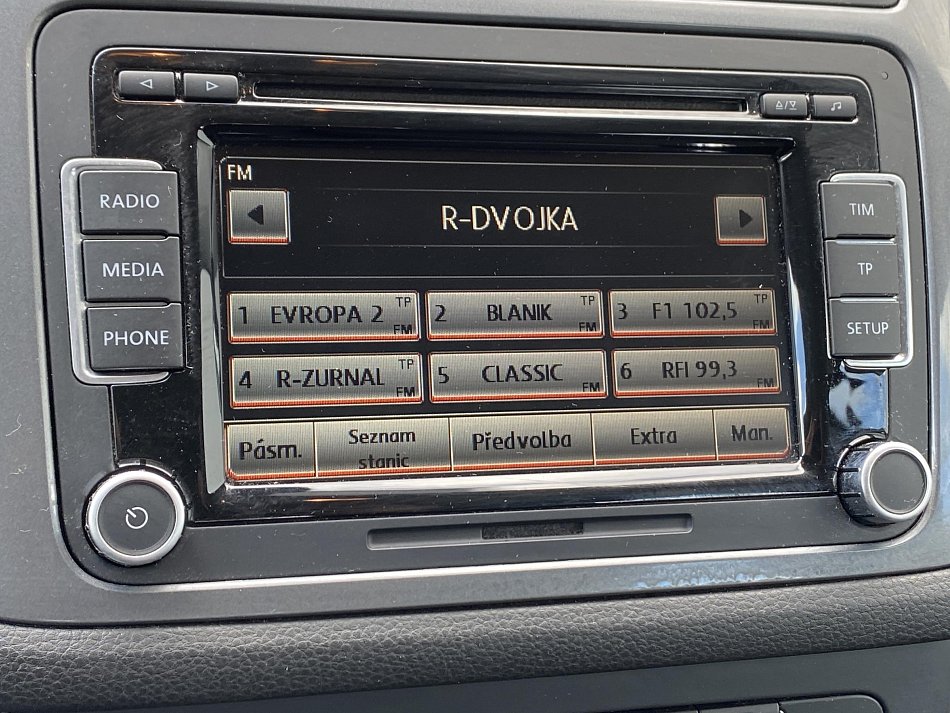 RADIO
MEDIA
PHONE
FM
R-DVOJKA
1 EVROPA 2 TP FM
2 BLANIK TP FM
3 F1 102,5 TP FM
4 R-ZURNAL TP FM
5 CLASSIC FM
6 RFI 99,3 FM
Pásm.
Seznam
stanic
Předvolba
Extra
Man.
TIM
TP
SETUP